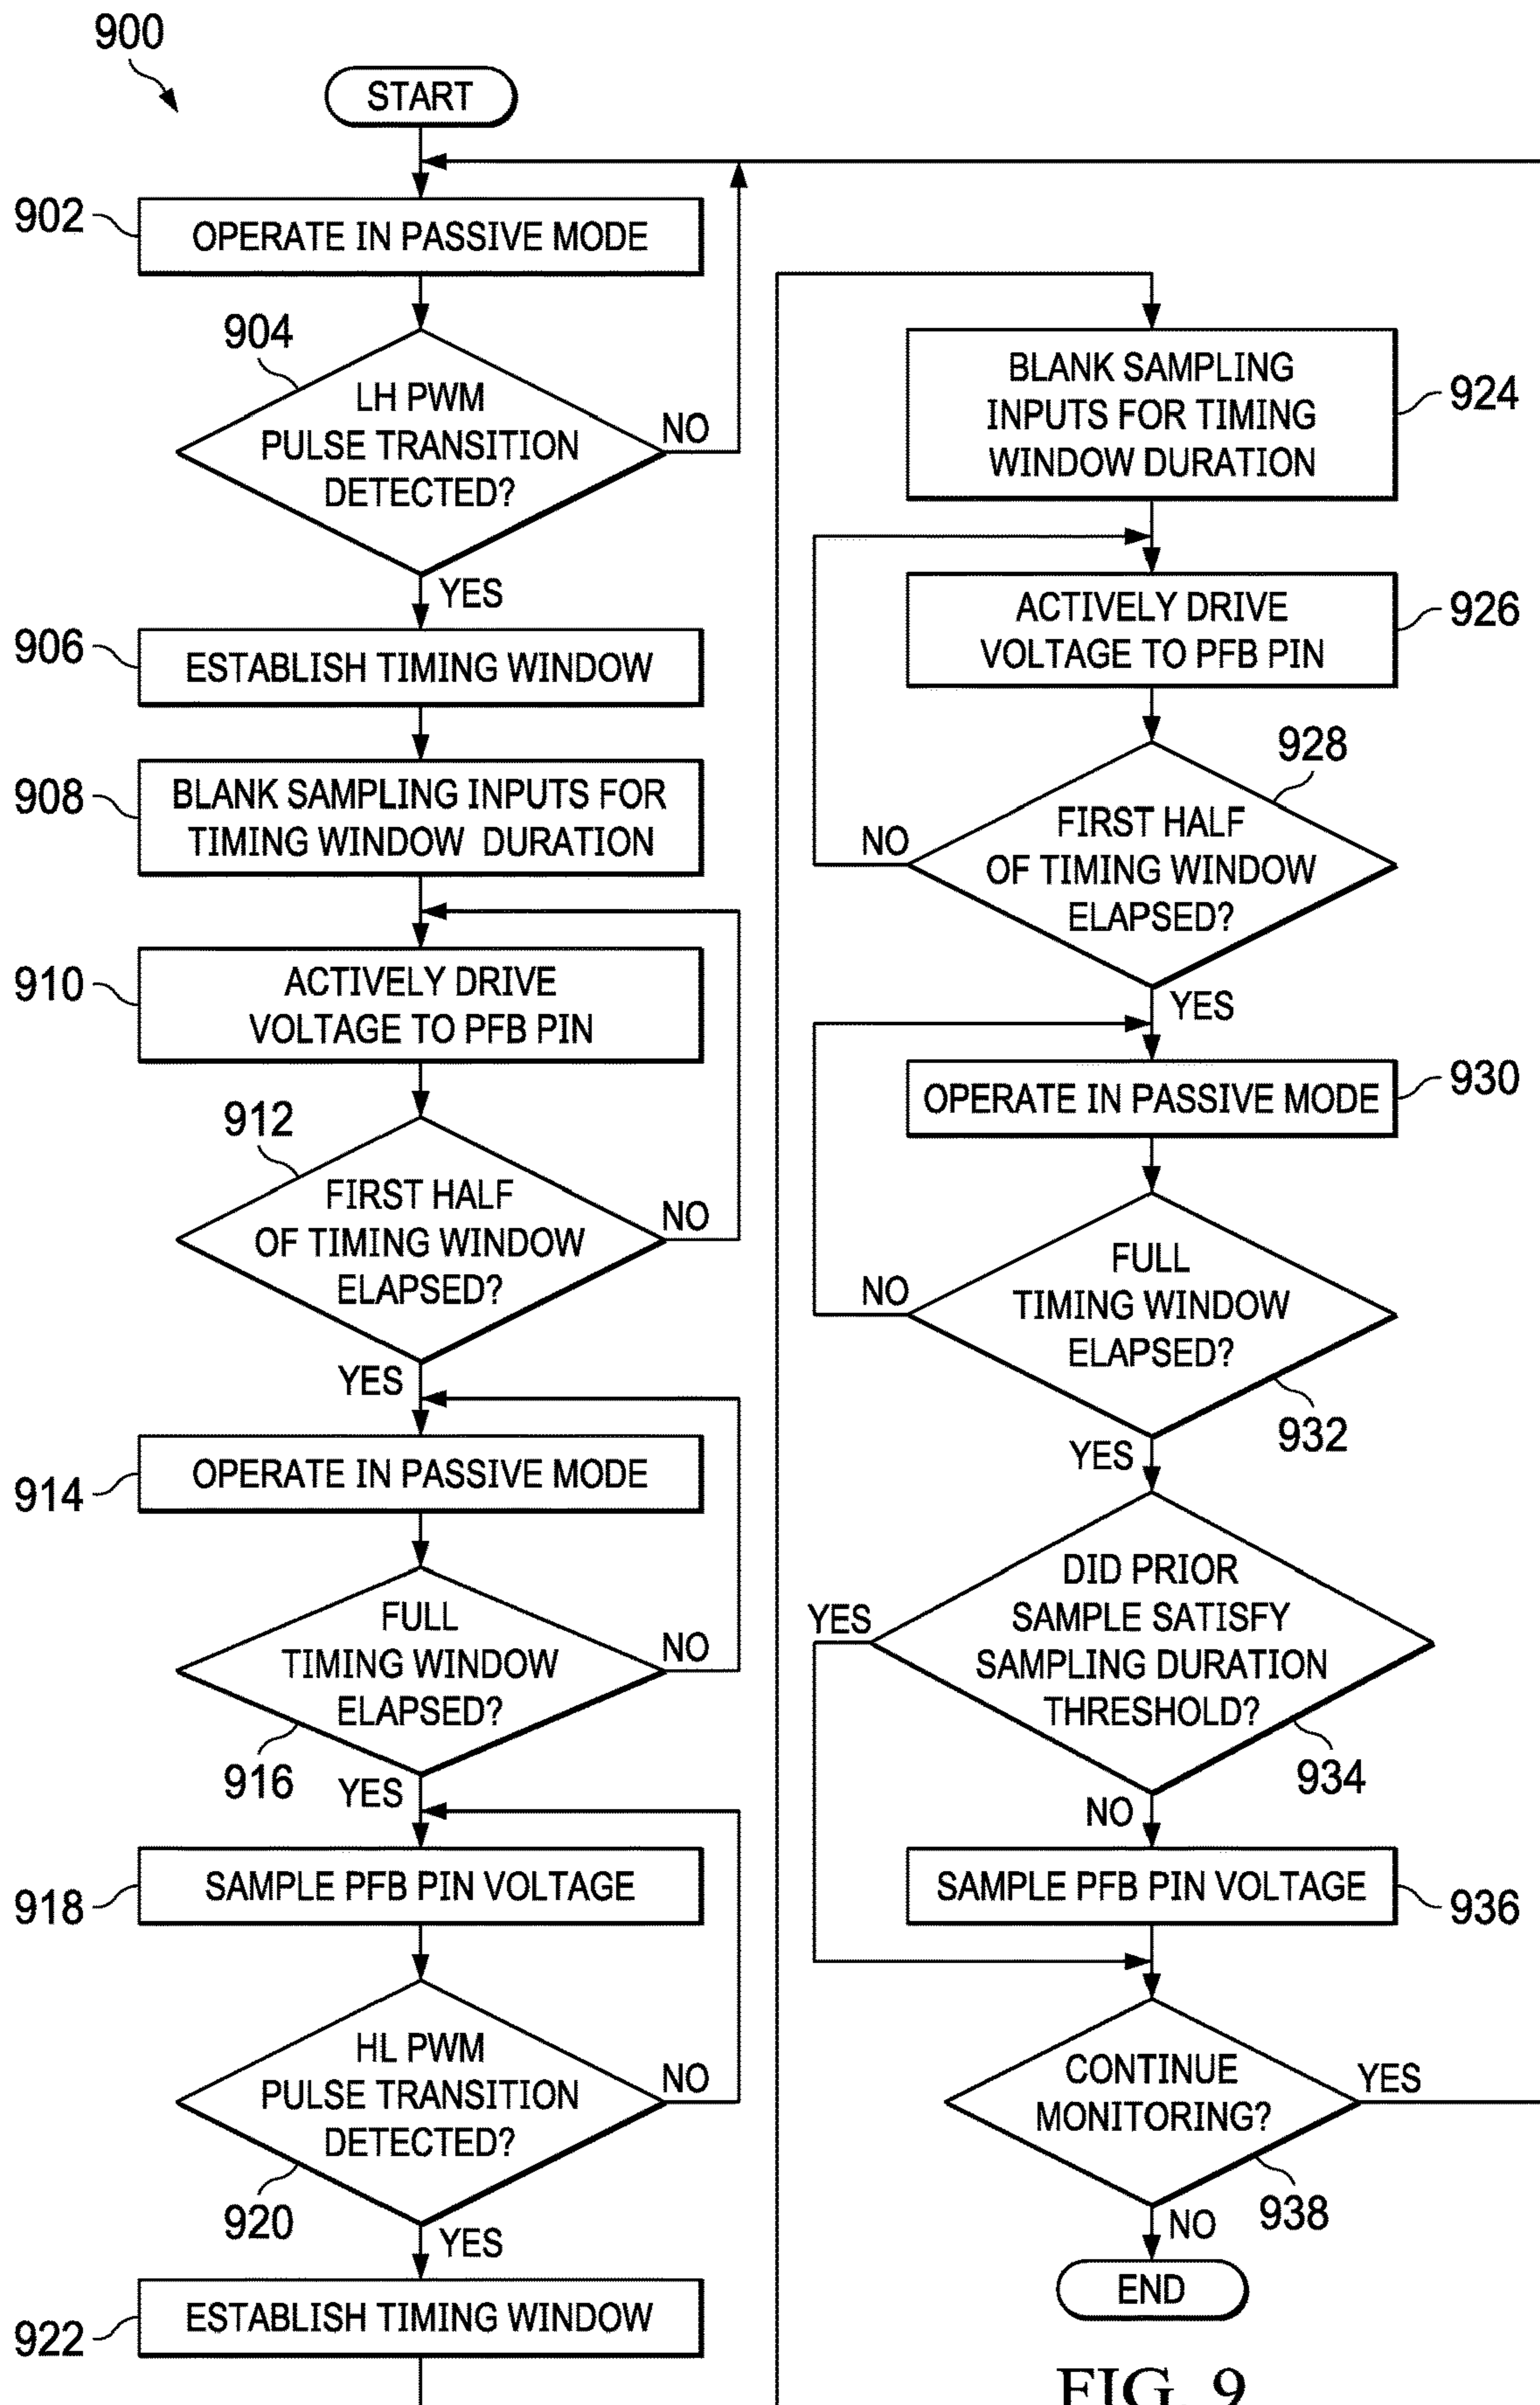 900
START
902
OPERATE IN PASSIVE MODE
904
LH PWM
PULSE TRANSITION
DETECTED?
NO
YES
906
ESTABLISH TIMING WINDOW
908
BLANK SAMPLING INPUTS FOR
TIMING WINDOW DURATION
910
ACTIVELY DRIVE
VOLTAGE TO PFB PIN
912
FIRST HALF
OF TIMING WINDOW
ELAPSED?
NO
YES
914
OPERATE IN PASSIVE MODE
FULL
TIMING WINDOW
ELAPSED?
NO
916
YES
918
SAMPLE PFB PIN VOLTAGE
HL PWM
PULSE TRANSITION
DETECTED?
NO
920
YES
922
ESTABLISH TIMING WINDOW
BLANK SAMPLING
INPUTS FOR TIMING
WINDOW DURATION
924
ACTIVELY DRIVE
VOLTAGE TO PFB PIN
926
928
FIRST HALF
OF TIMING WINDOW
ELAPSED?
NO
YES
OPERATE IN PASSIVE MODE
930
FULL
TIMING WINDOW
ELAPSED?
NO
932
YES
DID PRIOR
SAMPLE SATISFY
SAMPLING DURATION
THRESHOLD?
YES
934
NO
SAMPLE PFB PIN VOLTAGE
936
CONTINUE
MONITORING?
YES
938
NO
END
FIG. 9